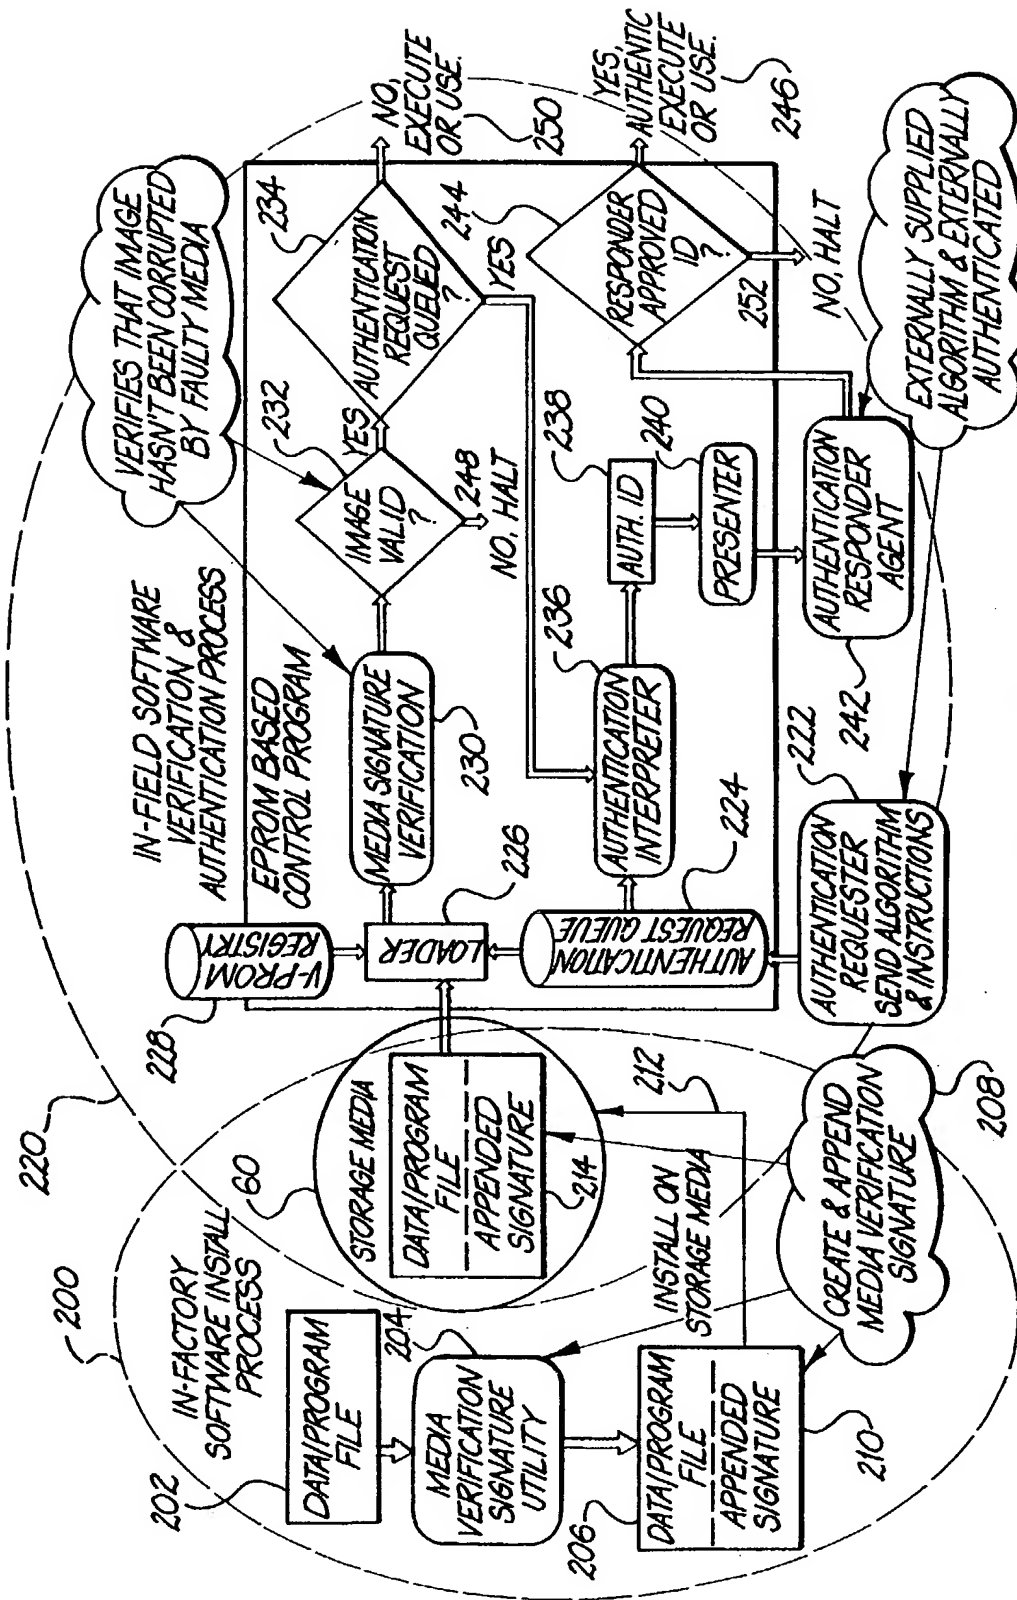 200
IN-FACTORY
SOFTWARE INSTALL
PROCESS
202
DATA/PROGRAM
FILE
204
MEDIA
VERIFICATION
SIGNATURE
UTILITY
206
DATA/PROGRAM
FILE
APPENDED
SIGNATURE
210
INSTALL ON
STORAGE MEDIA
212
CREATE & APPEND
MEDIA VERIFICATION
SIGNATURE
208
60
STORAGE MEDIA
DATA/PROGRAM
FILE
APPENDED
SIGNATURE
214
220
IN-FIELD SOFTWARE
VERIFICATION &
AUTHENTICATION PROCESS
228
V-PROM
REGISTRY
EPROM BASED
CONTROL PROGRAM
LOADER
226
AUTHENTICATION
REQUEST QUEUE
224
AUTHENTICATION
REQUESTER
SEND ALGORITHM
& INSTRUCTIONS
222
MEDIA SIGNATURE
VERIFICATION
230
VERIFIES THAT IMAGE
HASN'T BEEN CORRUPTED
BY FAULTY MEDIA
232
IMAGE
VALID
?
YES
248
NO, HALT
234
AUTHENTICATION
REQUEST
QUEUED
?
YES
NO,
EXECUTE
OR USE.
250
AUTHENTICATION
INTERPRETER
236
AUTH. ID
238
PRESENTER
240
AUTHENTICATION
RESPONDER
AGENT
242
244
RESPONDER
APPROVED
ID
?
YES,
AUTHENTIC
EXECUTE
OR USE.
246
252
NO, HALT
EXTERNALLY SUPPLIED
ALGORITHM & EXTERNALLY
AUTHENTICATED